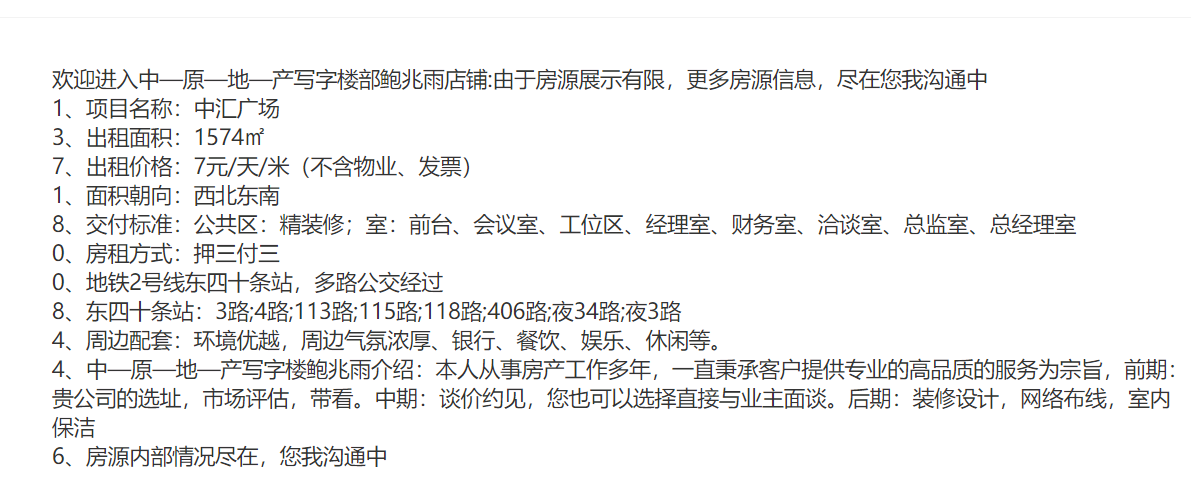 欢迎进入中—原—地—产写字楼部鲍兆雨店铺:由于房源展示有限，更多房源信息，尽在您我沟通中
1、项目名称：中汇广场
3、出租面积：1574㎡
7、出租价格：7元/天/米（不含物业、发票）
1、面积朝向：西北东南
8、交付标准：公共区：精装修；室：前台、会议室、工位区、经理室、财务室、洽谈室、总监室、总经理室
0、房租方式：押三付三
0、地铁2号线东四十条站，多路公交经过
8、东四十条站：3路;4路;113路;115路;118路;406路;夜34路;夜3路
4、周边配套：环境优越，周边气氛浓厚、银行、餐饮、娱乐、休闲等。
4、中—原—地—产写字楼鲍兆雨介绍：本人从事房产工作多年，一直秉承客户提供专业的高品质的服务为宗旨，前期：
贵公司的选址，市场评估，带看。中期：谈价约见，您也可以选择直接与业主面谈。后期：装修设计，网络布线，室内
保洁
6、房源内部情况尽在，您我沟通中